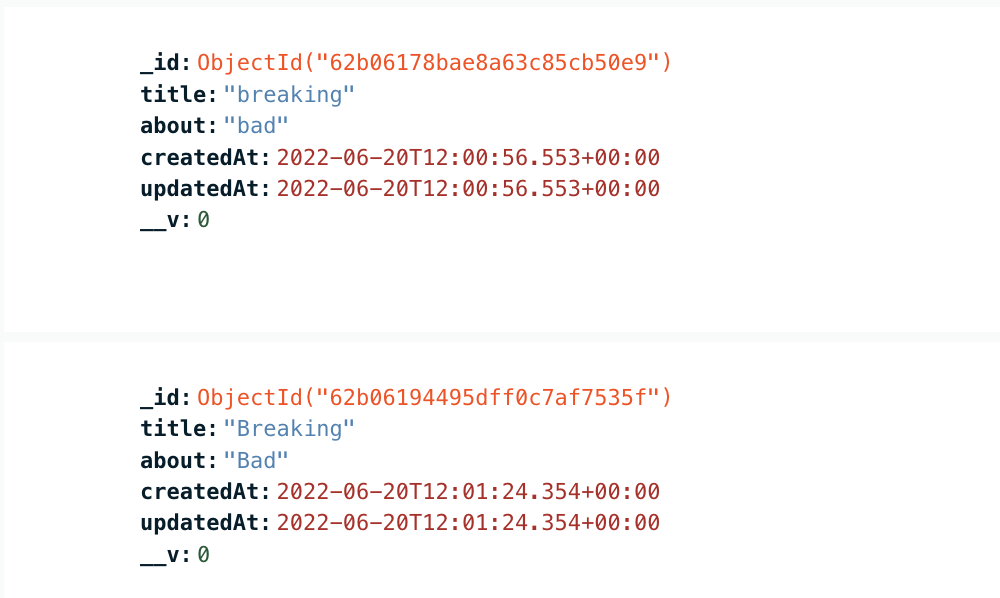 _id: ObjectId("62b06178bae8a63c85cb50e9")
title: "breaking"
about: "bad"
createdAt: 2022-06-20T12:00:56.553+00:00
updatedAt: 2022-06-20T12:00:56.553+00:00
__v: 0
_id: ObjectId("62b06194495dff0c7af7535f")
title: "Breaking"
about: "Bad"
createdAt: 2022-06-20T12:01:24.354+00:00
updatedAt: 2022-06-20T12:01:24.354+00:00
__v: 0